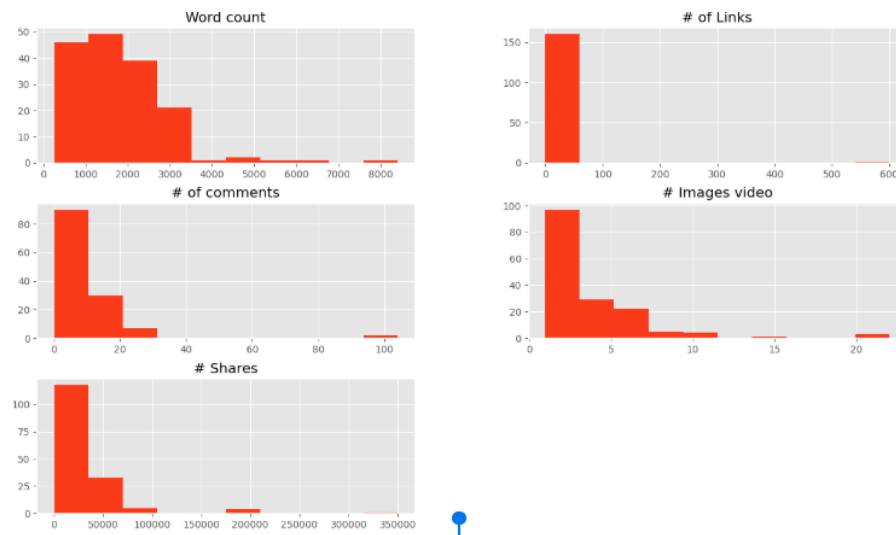 Word count
50
40
30
20
10
0
0 1000 2000 3000 4000 5000 6000 7000 8000
# of Links
150
100
50
0
0 100 200 300 400 500 600
# of comments
80
60
40
20
0
0 20 40 60 80 100
# Images video
100
80
60
40
20
0
0 5 10 15 20
# Shares
100
75
50
25
0
0 50000 100000 150000 200000 250000 300000 350000